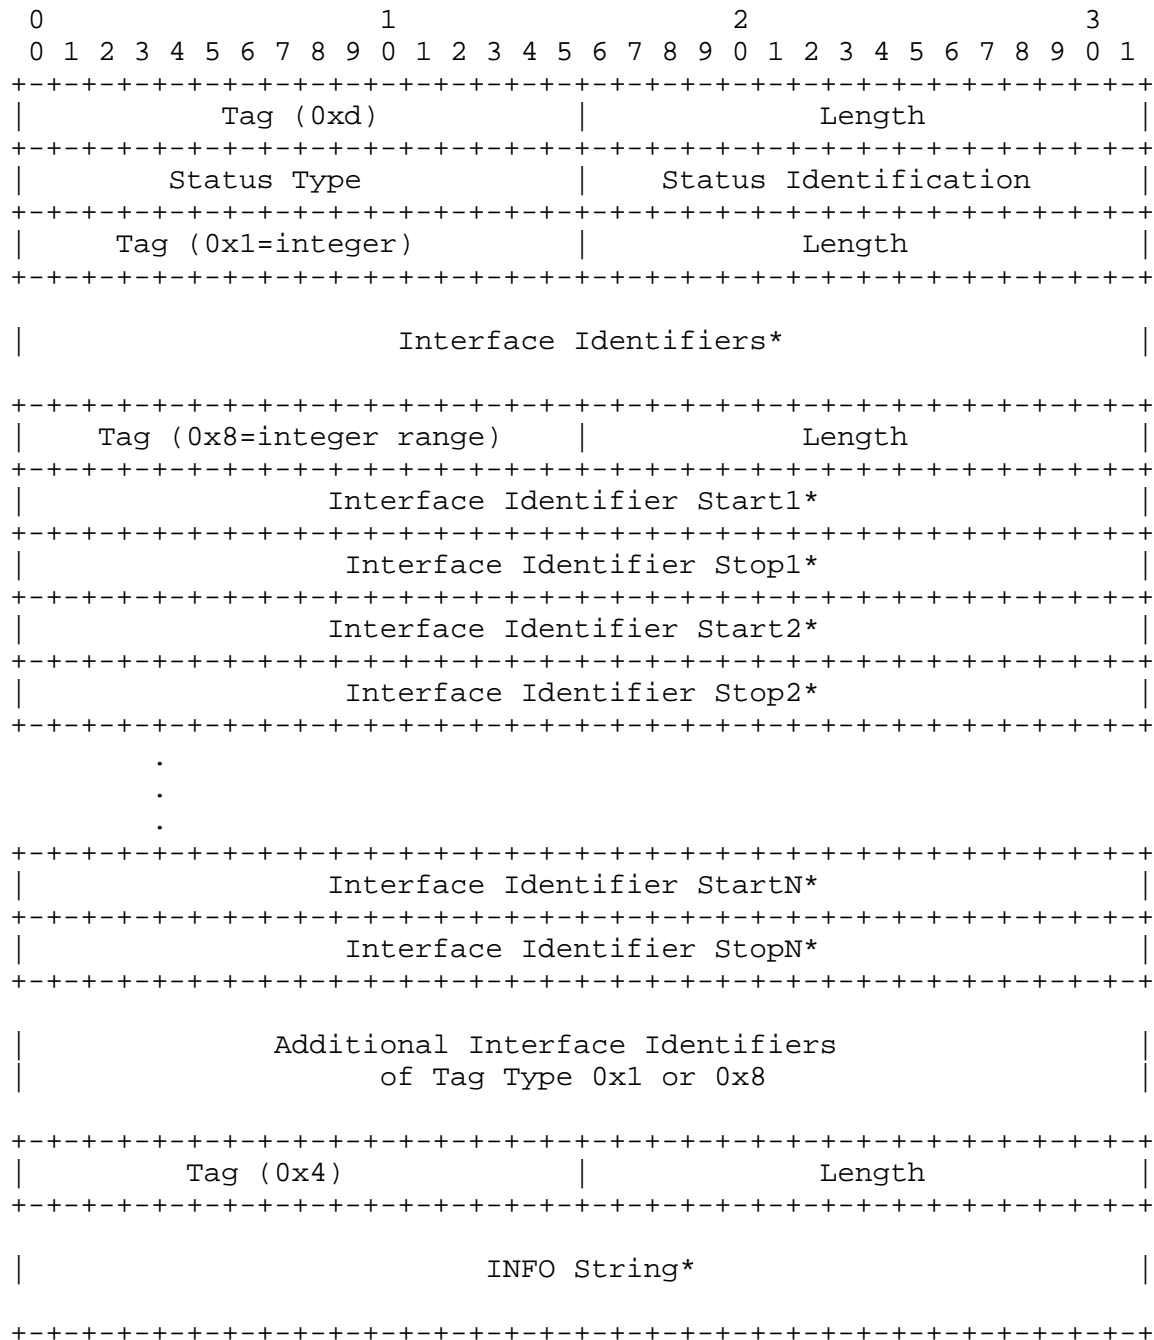 0                   1                   2                   3
 0 1 2 3 4 5 6 7 8 9 0 1 2 3 4 5 6 7 8 9 0 1 2 3 4 5 6 7 8 9 0 1
+-+-+-+-+-+-+-+-+-+-+-+-+-+-+-+-+-+-+-+-+-+-+-+-+-+-+-+-+-+-+-+-+
|           Tag (0xd)           |             Length            |
+-+-+-+-+-+-+-+-+-+-+-+-+-+-+-+-+-+-+-+-+-+-+-+-+-+-+-+-+-+-+-+-+
|        Status Type            |    Status Identification      |
+-+-+-+-+-+-+-+-+-+-+-+-+-+-+-+-+-+-+-+-+-+-+-+-+-+-+-+-+-+-+-+-+
|     Tag (0x1=integer)         |            Length             |
+-+-+-+-+-+-+-+-+-+-+-+-+-+-+-+-+-+-+-+-+-+-+-+-+-+-+-+-+-+-+-+-+
|                     Interface Identifiers*                    |
+-+-+-+-+-+-+-+-+-+-+-+-+-+-+-+-+-+-+-+-+-+-+-+-+-+-+-+-+-+-+-+-+
|    Tag (0x8=integer range)    |            Length             |
+-+-+-+-+-+-+-+-+-+-+-+-+-+-+-+-+-+-+-+-+-+-+-+-+-+-+-+-+-+-+-+-+
|                 Interface Identifier Start1*                  |
+-+-+-+-+-+-+-+-+-+-+-+-+-+-+-+-+-+-+-+-+-+-+-+-+-+-+-+-+-+-+-+-+
|                  Interface Identifier Stop1*                  |
+-+-+-+-+-+-+-+-+-+-+-+-+-+-+-+-+-+-+-+-+-+-+-+-+-+-+-+-+-+-+-+-+
|                 Interface Identifier Start2*                  |
+-+-+-+-+-+-+-+-+-+-+-+-+-+-+-+-+-+-+-+-+-+-+-+-+-+-+-+-+-+-+-+-+
|                  Interface Identifier Stop2*                  |
+-+-+-+-+-+-+-+-+-+-+-+-+-+-+-+-+-+-+-+-+-+-+-+-+-+-+-+-+-+-+-+-+
        .
        .
        .
+-+-+-+-+-+-+-+-+-+-+-+-+-+-+-+-+-+-+-+-+-+-+-+-+-+-+-+-+-+-+-+-+
|                 Interface Identifier StartN*                  |
+-+-+-+-+-+-+-+-+-+-+-+-+-+-+-+-+-+-+-+-+-+-+-+-+-+-+-+-+-+-+-+-+
|                  Interface Identifier StopN*                  |
+-+-+-+-+-+-+-+-+-+-+-+-+-+-+-+-+-+-+-+-+-+-+-+-+-+-+-+-+-+-+-+-+
|              Additional Interface Identifiers                 |
|                    of Tag Type 0x1 or 0x8                     |
+-+-+-+-+-+-+-+-+-+-+-+-+-+-+-+-+-+-+-+-+-+-+-+-+-+-+-+-+-+-+-+-+
|         Tag (0x4)             |             Length            |
+-+-+-+-+-+-+-+-+-+-+-+-+-+-+-+-+-+-+-+-+-+-+-+-+-+-+-+-+-+-+-+-+
|                          INFO String*                         |
+-+-+-+-+-+-+-+-+-+-+-+-+-+-+-+-+-+-+-+-+-+-+-+-+-+-+-+-+-+-+-+-+